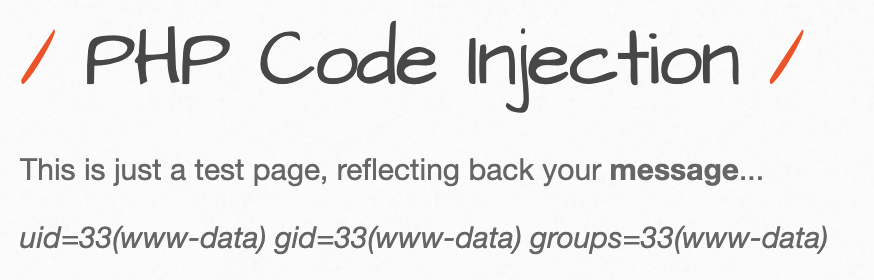 / PHP Code Injection /
This is just a test page, reflecting back your message...
uid=33(www-data) gid=33(www-data) groups=33(www-data)